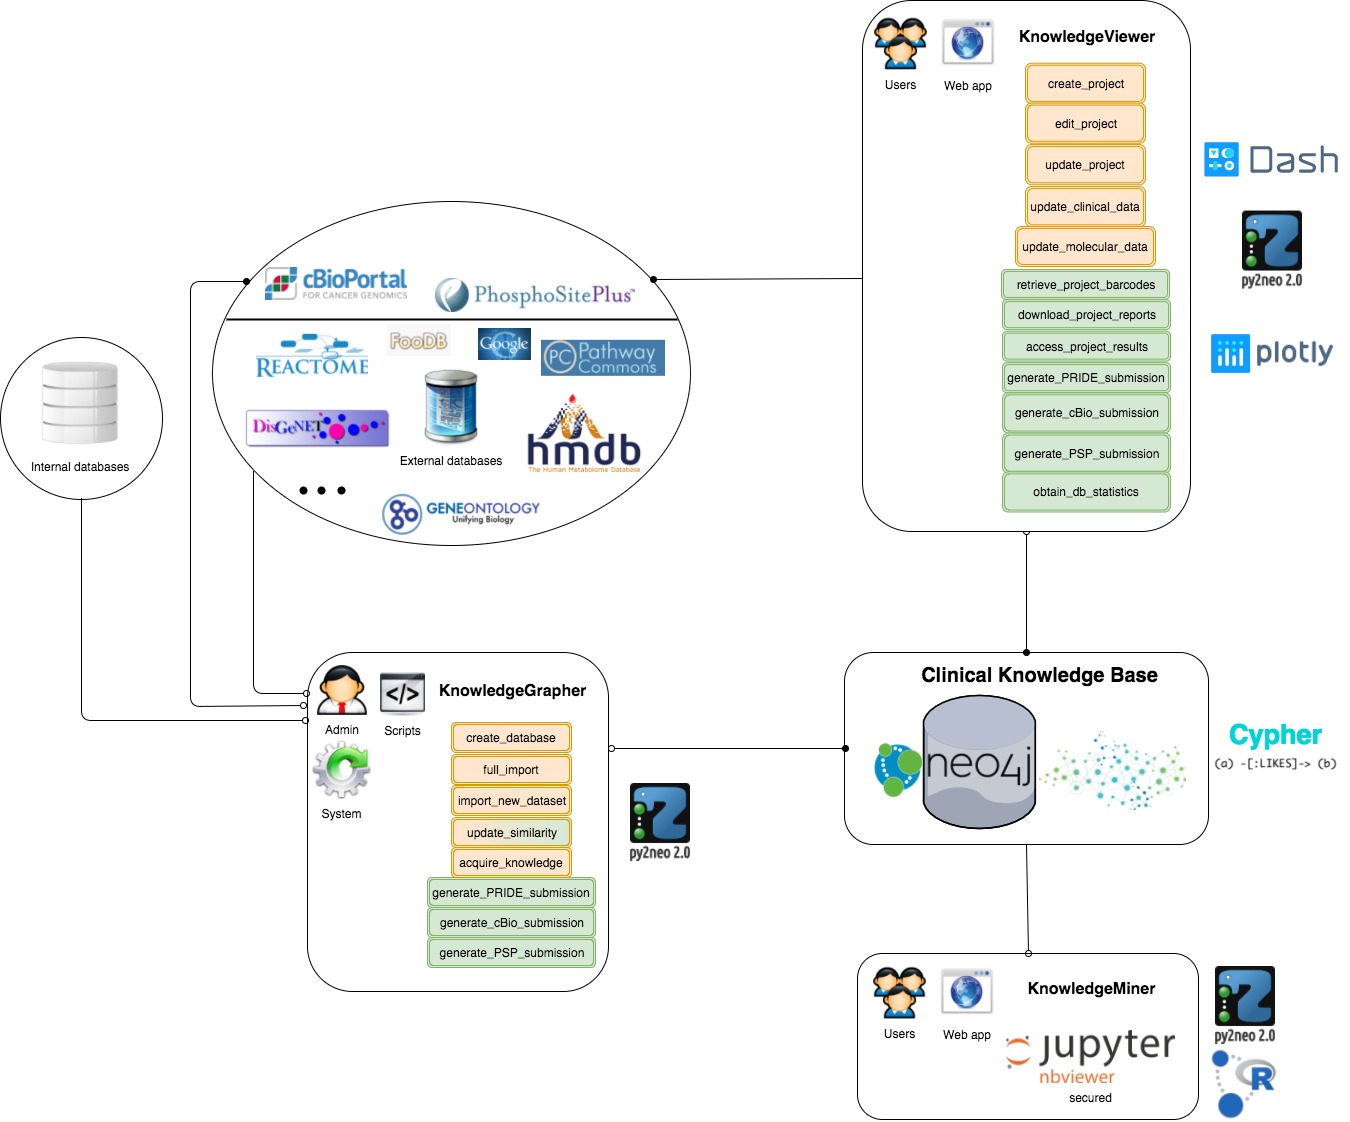 KnowledgeViewer
Users
Web app
create_project
edit_project
update_project
update_clinical_data
update_molecular_data
retrieve_project_barcodes
download_project_reports
access_project_results
generate_PRIDE_submission
generate_cBio_submission
generate_PSP_submission
obtain_db_statistics
Dash
py2neo 2.0
plotly
cBioPortal
FOR CANCER GENOMICS
PhosphoSitePlus™
REACTOME
FooDB
Google
PC Pathway
Commons
DisGeNET
External databases
hmdb
The Human Metabolome Database
GENEONTOLOGY
Unifying Biology
Internal databases
KnowledgeGrapher
Admin
Scripts
System
create_database
full_import
import_new_dataset
update_similarity
acquire_knowledge
generate_PRIDE_submission
generate_cBio_submission
generate_PSP_submission
py2neo 2.0
Clinical Knowledge Base
neo4j
Cypher
(a) -[:LIKES]-> (b)
KnowledgeMiner
Users
Web app
jupyter
nbviewer
secured
py2neo 2.0
R